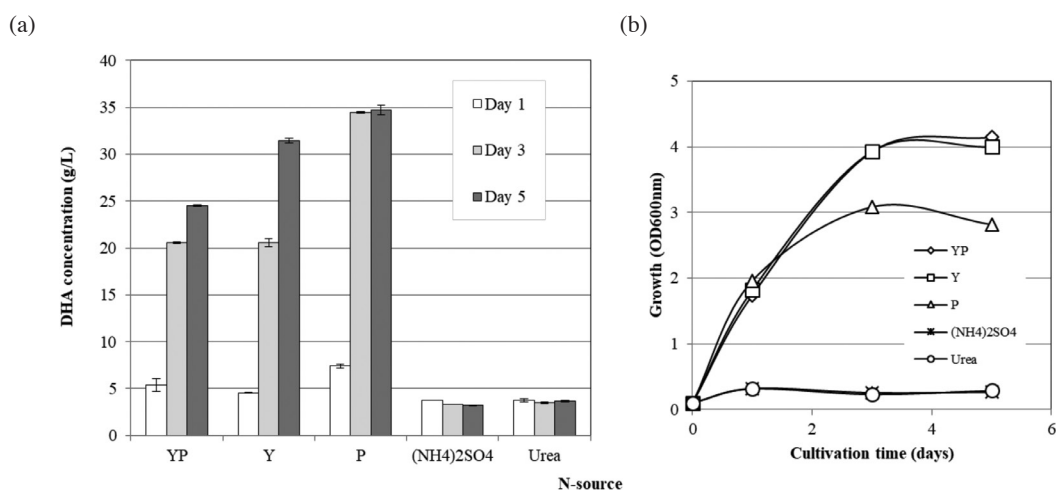 (a)
40
35
30
25
20
15
10
5
0
DHA concentration (g/L)
Day 1
Day 3
Day 5
YP Y P (NH4)2SO4 Urea
N-source
(b)
5
4
3
2
1
0
Growth (OD600nm)
YP
Y
P
(NH4)2SO4
Urea
0 2 4 6
Cultivation time (days)